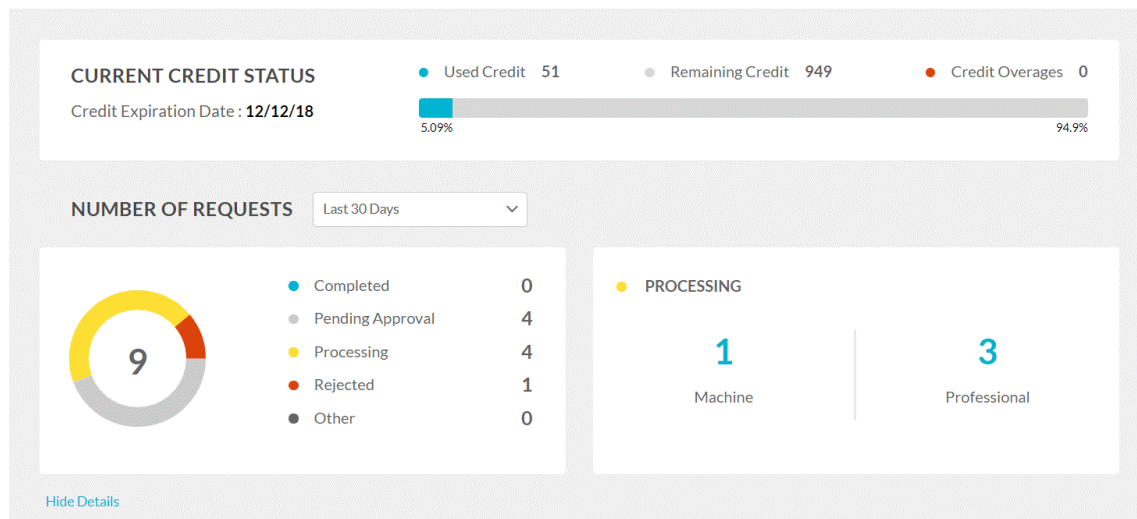 CURRENT CREDIT STATUS
Credit Expiration Date : 12/12/18
Used Credit 51
Remaining Credit 949
Credit Overages 0
5.09%
94.9%
NUMBER OF REQUESTS
Last 30 Days
9
Completed 0
Pending Approval 4
Processing 4
Rejected 1
Other 0
PROCESSING
1
Machine
3
Professional
Hide Details